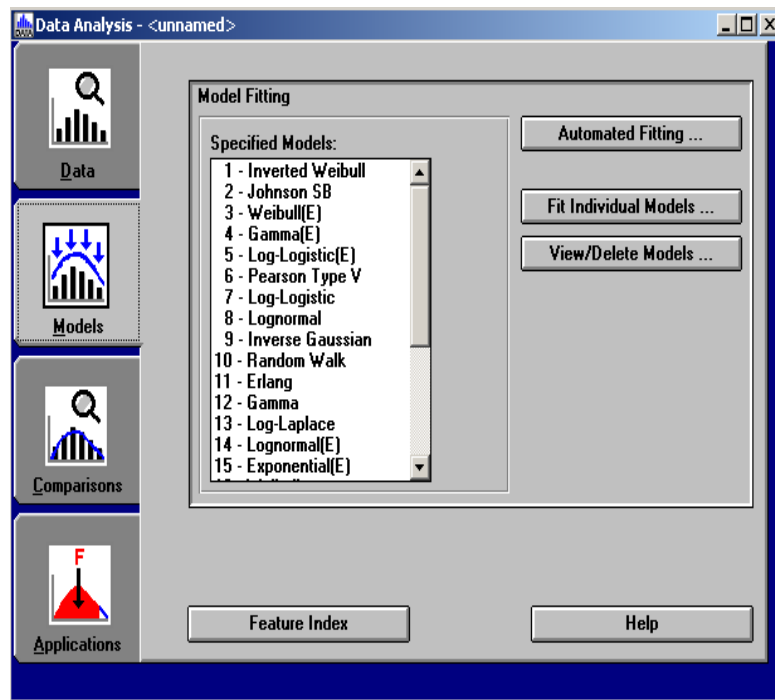 Data Analysis - <unnamed>
DATA
Data
Models
Comparisons
F
Applications
Model Fitting
Specified Models:
1 - Inverted Weibull
2 - Johnson SB
3 - Weibull(E)
4 - Gamma(E)
5 - Log-Logistic(E)
6 - Pearson Type V
7 - Log-Logistic
8 - Lognormal
9 - Inverse Gaussian
10 - Random Walk
11 - Erlang
12 - Gamma
13 - Log-Laplace
14 - Lognormal(E)
15 - Exponential(E)
Automated Fitting ...
Fit Individual Models ...
View/Delete Models ...
Feature Index
Help